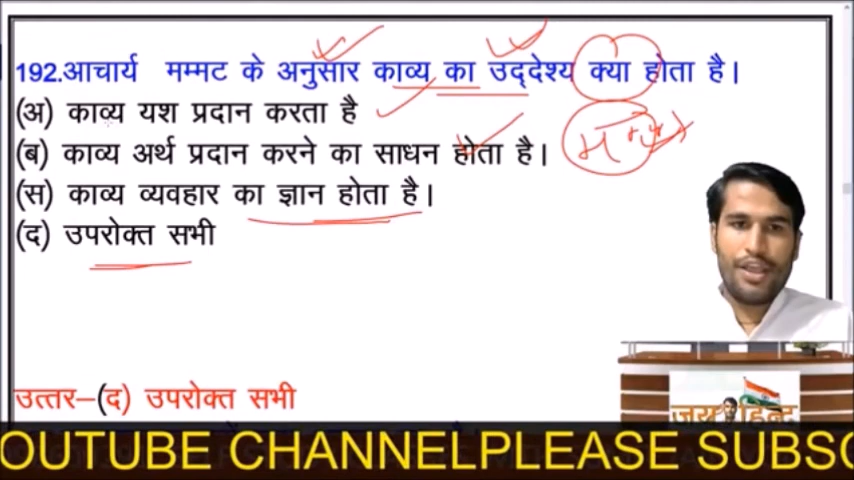 192.आचार्य मम्मट के अनुसार काव्य का उद्देश्य क्या होता है।
(अ) काव्य यश प्रदान करता है
(ब) काव्य अर्थ प्रदान करने का साधन होता है।
(स) काव्य व्यवहार का ज्ञान होता है।
(द) उपरोक्त सभी
उत्तर–(द) उपरोक्त सभी
जय हिन्द
OUTUBE CHANNELPLEASE SUBSC